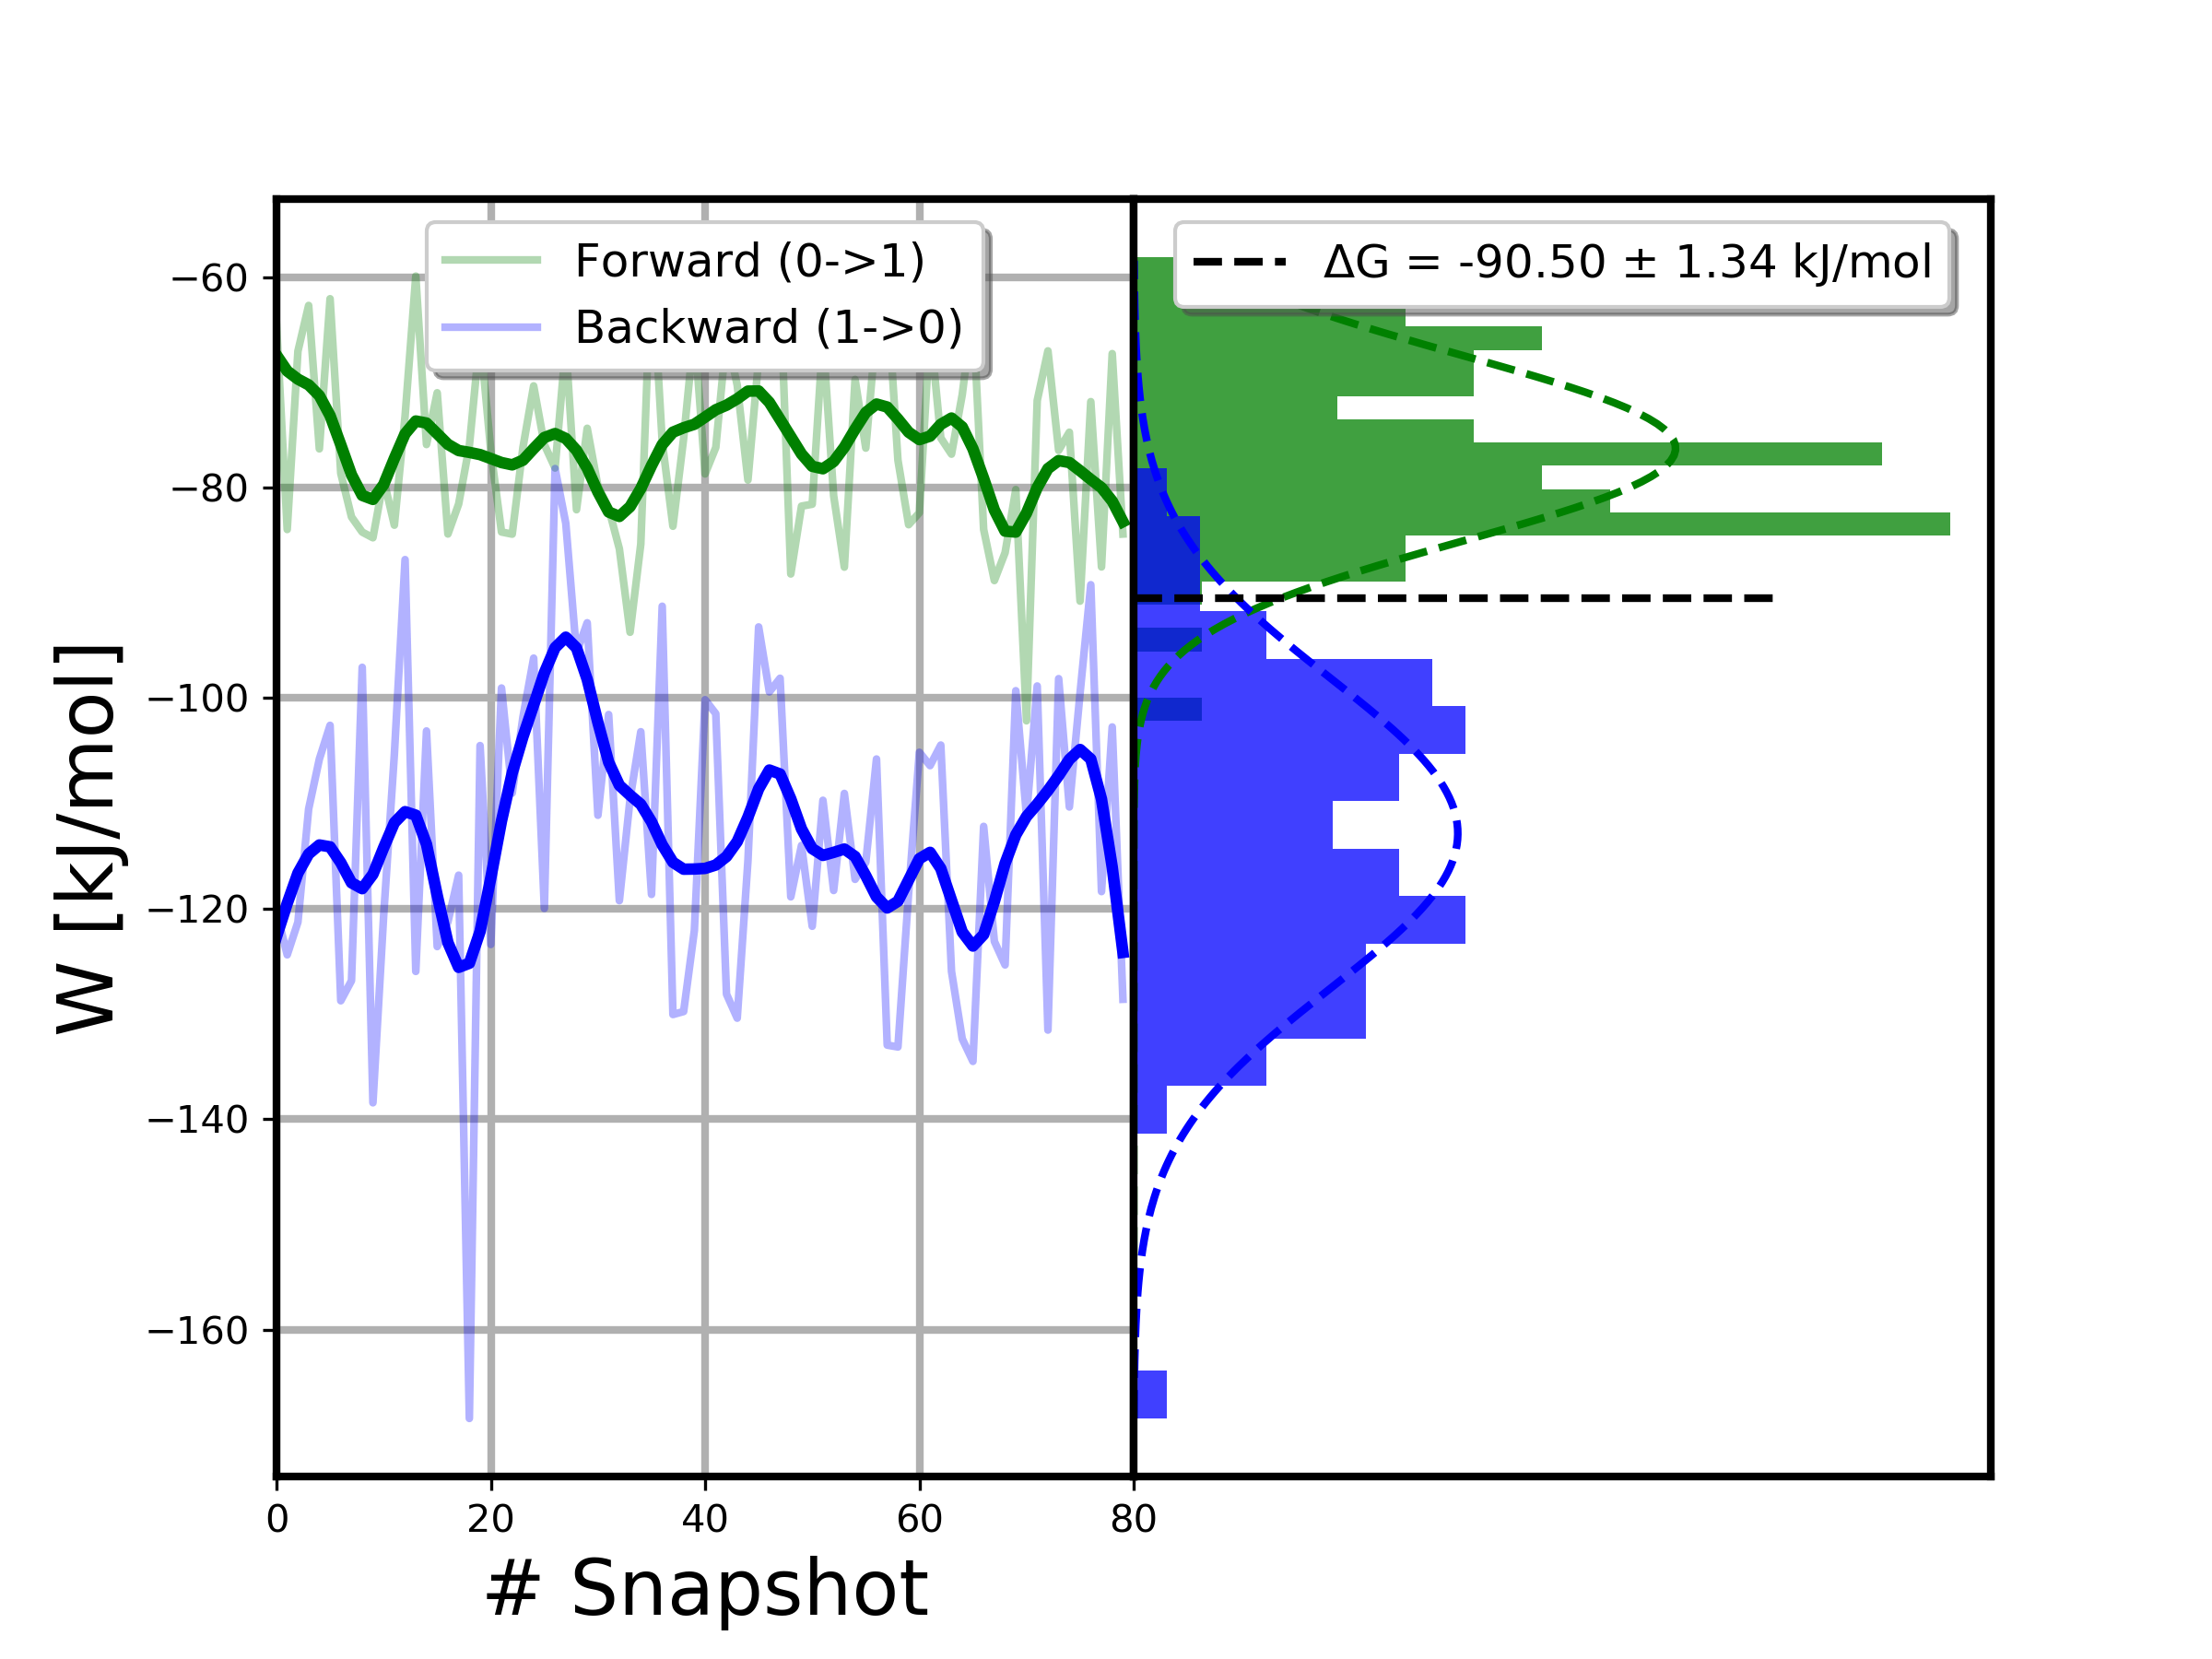 Forward (0->1)
Backward (1->0)
ΔG = -90.50 ± 1.34 kJ/mol
W [kJ/mol]
−60
−80
−100
−120
−140
−160
0 20 40 60 80
# Snapshot